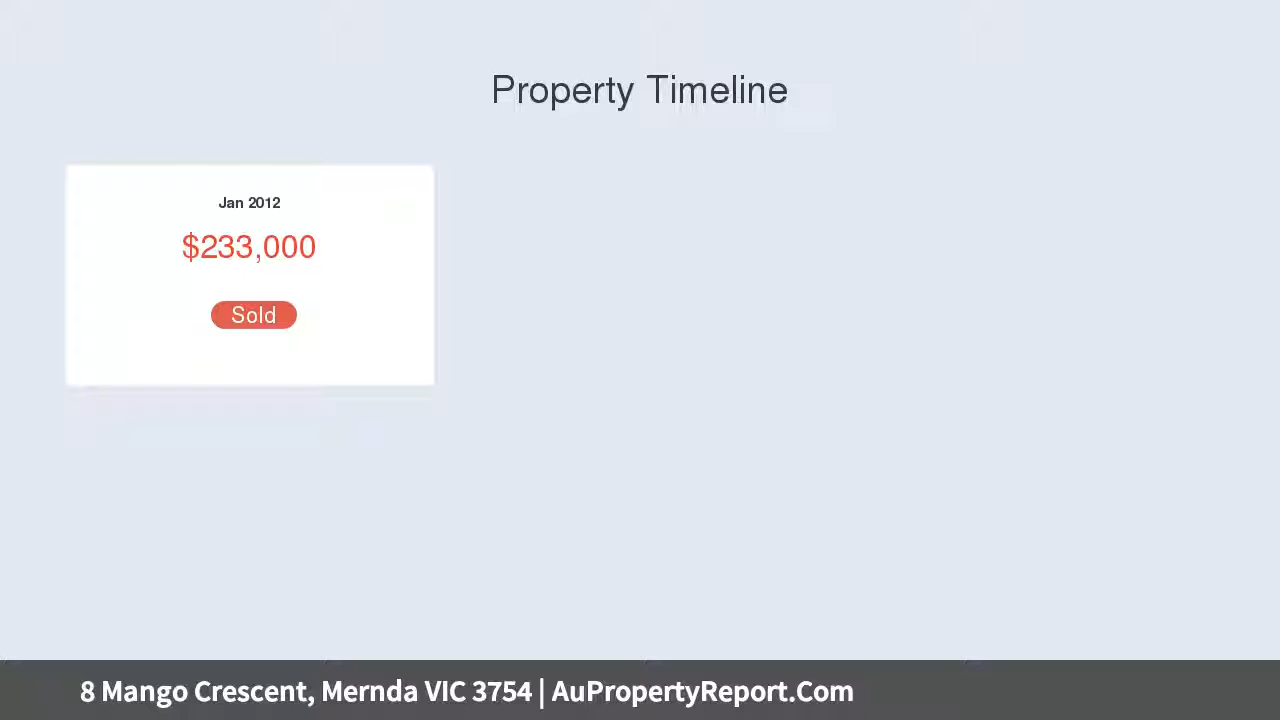 Property Timeline
Jan 2012
$233,000
Sold
8 Mango Crescent, Mernda VIC 3754 | AuPropertyReport.Com